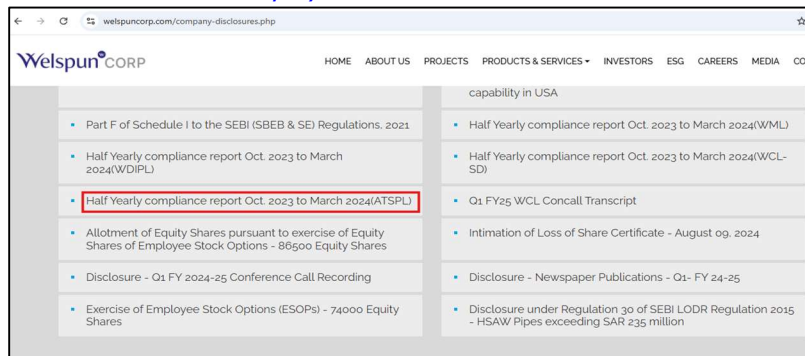 welspuncorp.com/company-disclosures.php
Welspun CORP
HOME ABOUT US PROJECTS PRODUCTS & SERVICES INVESTORS ESG CAREERS MEDIA CO
capability in USA
Part F of Schedule I to the SEBI (SBEB & SE) Regulations, 2021
Half Yearly compliance report Oct. 2023 to March 2024(WML)
Half Yearly compliance report Oct. 2023 to March
2024(WDIPL)
Half Yearly compliance report Oct. 2023 to March 2024(WCL-
SD)
Half Yearly compliance report Oct. 2023 to March 2024(ATSPL)
Q1 FY25 WCL Concall Transcript
Allotment of Equity Shares pursuant to exercise of Equity
Shares of Employee Stock Options - 86500 Equity Shares
Intimation of Loss of Share Certificate - August 09, 2024
Disclosure - Q1 FY 2024-25 Conference Call Recording
Disclosure - Newspaper Publications - Q1- FY 24-25
Exercise of Employee Stock Options (ESOPs) - 74000 Equity
Shares
Disclosure under Regulation 30 of SEBI LODR Regulation 2015
- HSAW Pipes exceeding SAR 235 million